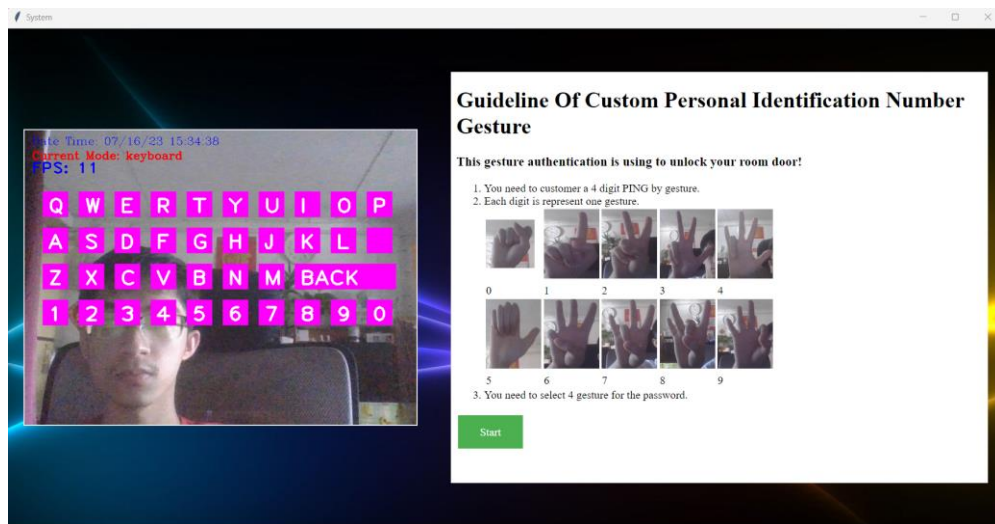 System
Date Time: 07/16/23 15:34:38
Current Mode: keyboard
FPS: 11
Q W E R T Y U I O P
A S D F G H J K L
Z X C V B N M BACK
1 2 3 4 5 6 7 8 9 0
Guideline Of Custom Personal Identification Number
Gesture
This gesture authentication is using to unlock your room door!
1. You need to customer a 4 digit PING by gesture.
2. Each digit is represent one gesture.
0 1 2 3 4
5 6 7 8 9
3. You need to select 4 gesture for the password.
Start